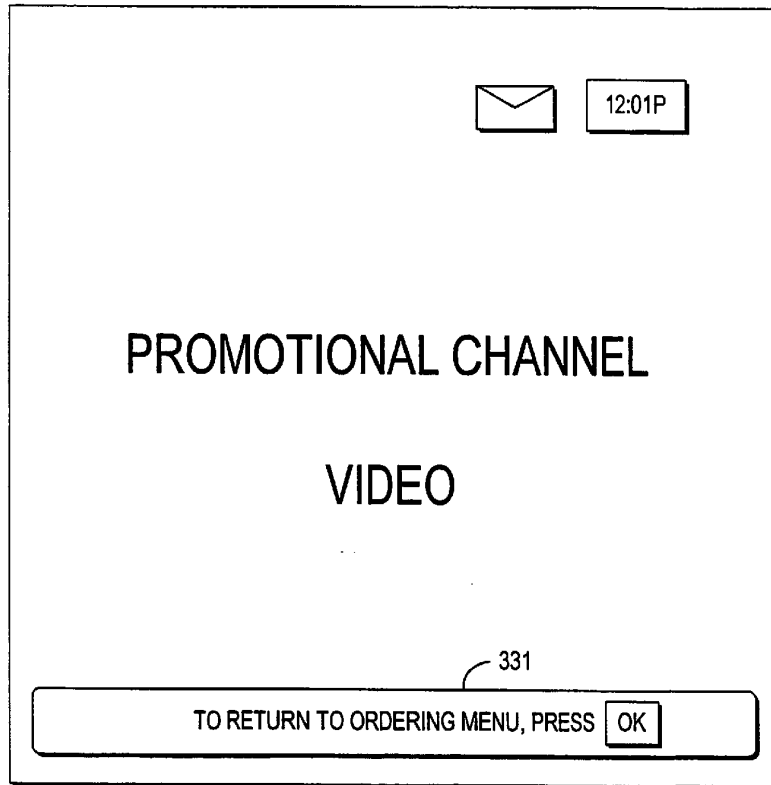 12:01P
PROMOTIONAL CHANNEL
VIDEO
331
TO RETURN TO ORDERING MENU, PRESS OK